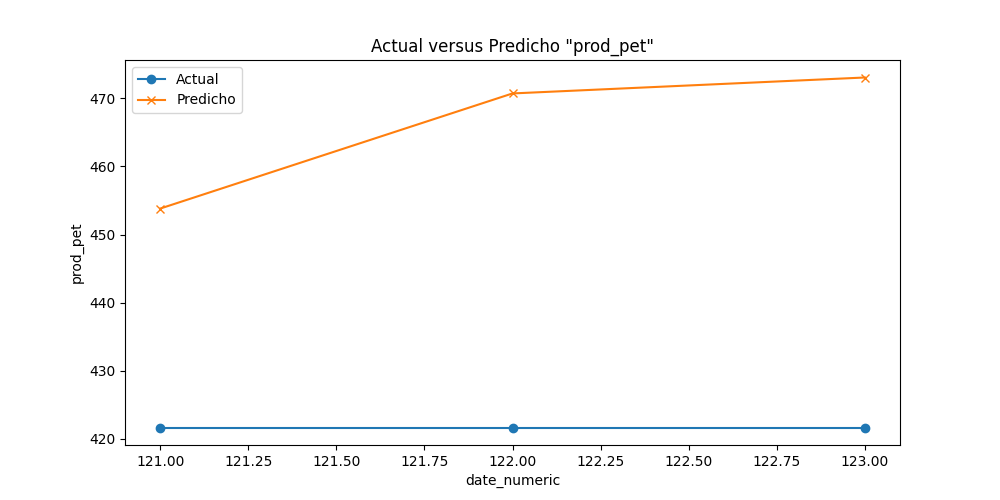 Actual versus Predicho "prod_pet"
Actual
Predicho
470
460
450
440
430
420
prod_pet
121.00 121.25 121.50 121.75 122.00 122.25 122.50 122.75 123.00
date_numeric